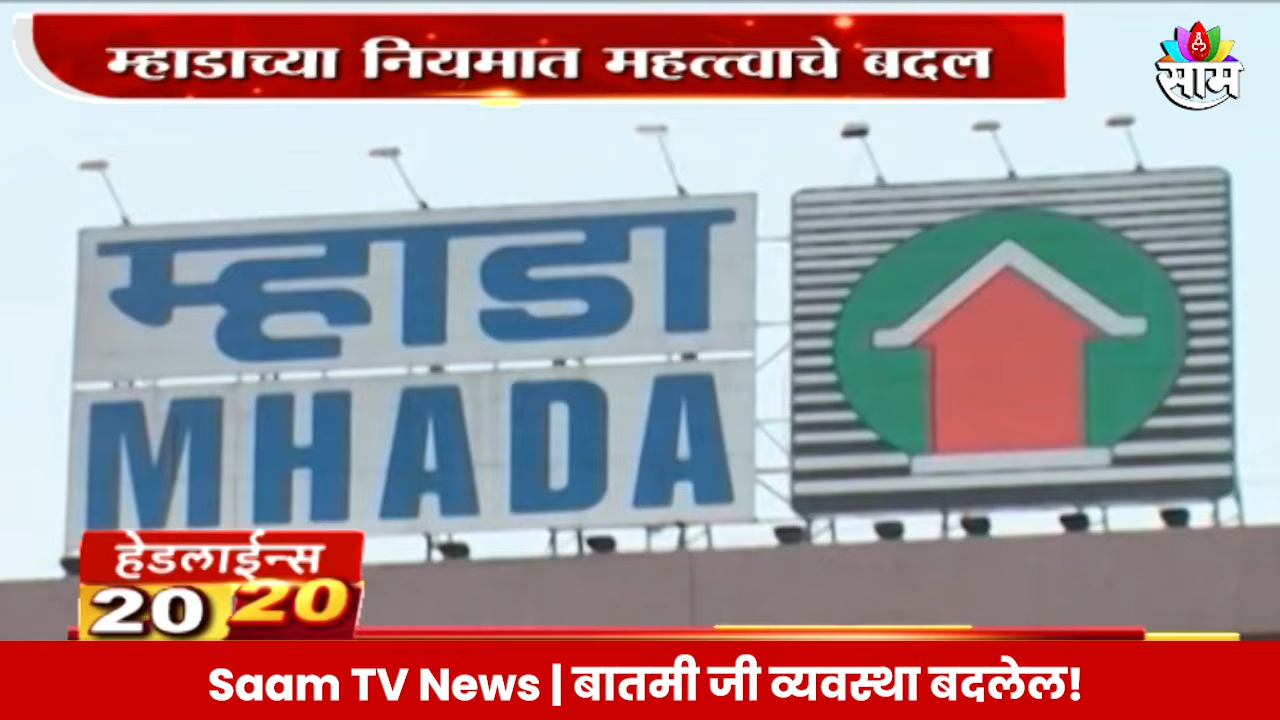 म्हाडाच्या नियमात महत्त्वाचे बदल
साम
म्हाडा
MHADA
हेडलाईन्स
20 20
Saam TV News | बातमी जी व्यवस्था बदलेल!